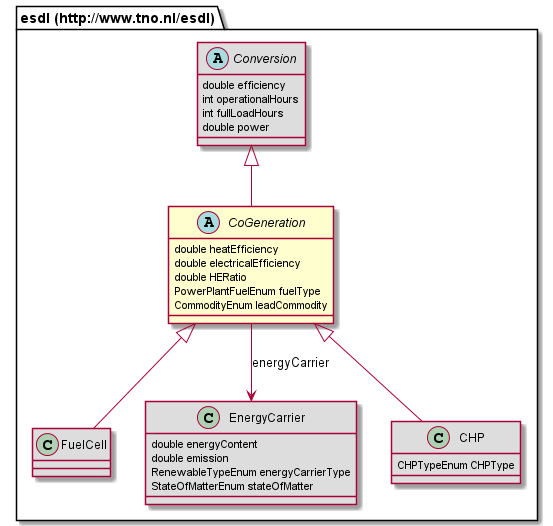 esdl (http://www.tno.nl/esdl)
A Conversion
double efficiency
int operationalHours
int fullLoadHours
double power
A CoGeneration
double heatEfficiency
double electricalEfficiency
double HERatio
PowerPlantFuelEnum fuelType
CommodityEnum leadCommodity
energyCarrier
C FuelCell
C EnergyCarrier
double energyContent
double emission
RenewableTypeEnum energyCarrierType
StateOfMatterEnum stateOfMatter
C CHP
CHPTypeEnum CHPType